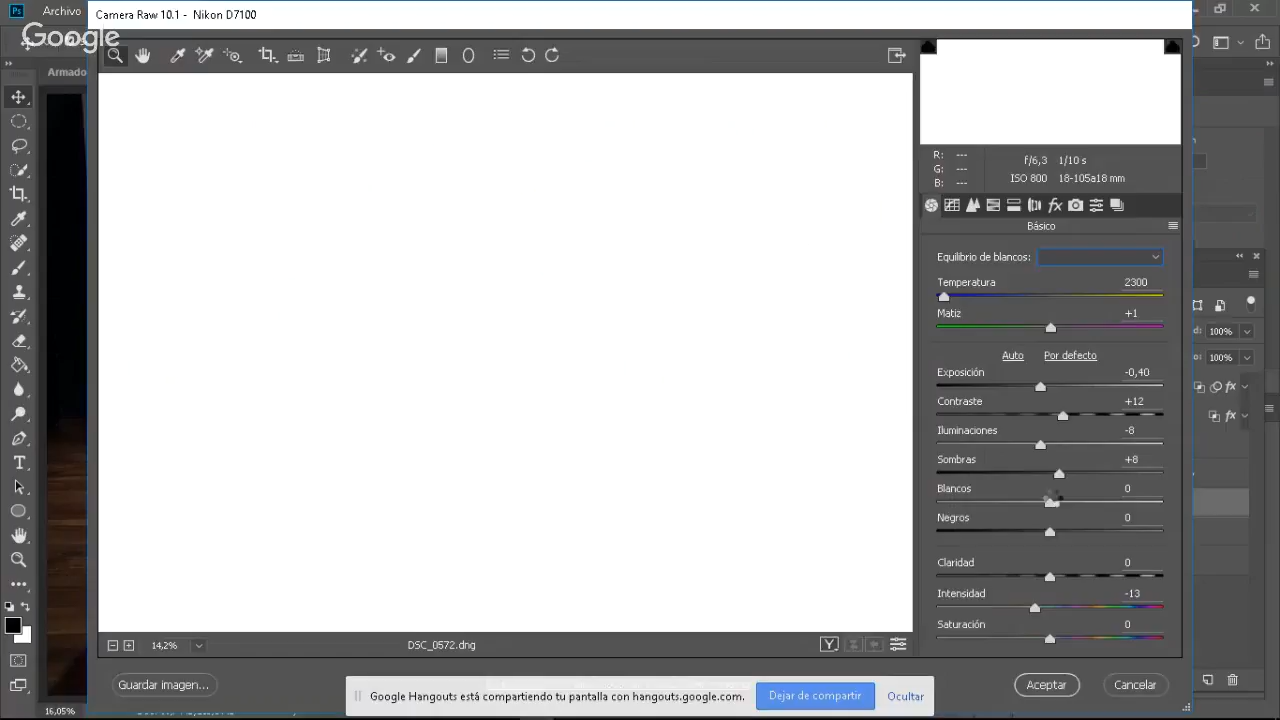 Ps Archivo
Camera Raw 10.1 - Nikon D7100
Google
Armado
R: ---
G: ---
B: ---
f/6,3 1/10 s
ISO 800 18-105a18 mm
Básico
Equilibrio de blancos:
Temperatura 2300
Matiz +1
Auto Por defecto
Exposición -0,40
Contraste +12
Iluminaciones -8
Sombras +8
Blancos 0
Negros 0
Claridad 0
Intensidad -13
Saturación 0
d: 100%
100%
fx
fx
14,2% DSC_0572.dng
Guardar imagen...
Google Hangouts está compartiendo tu pantalla con hangouts.google.com. Dejar de compartir Ocultar
Aceptar Cancelar
16,05%